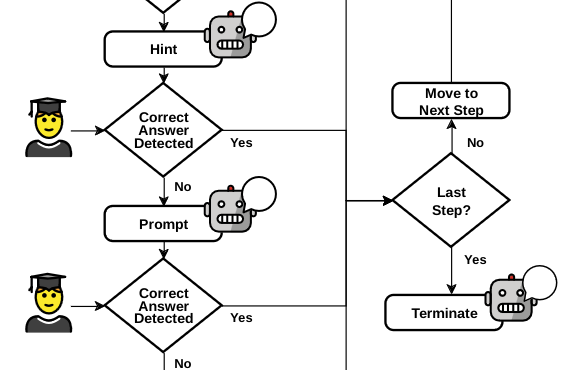 Hint
Correct
Answer
Detected
Yes
No
Prompt
Correct
Answer
Detected
Yes
No
Move to
Next Step
No
Last
Step?
Yes
Terminate